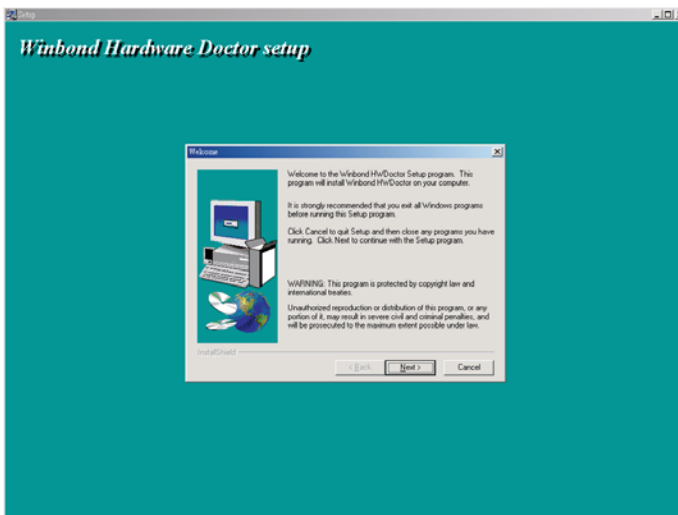 Setup
Winbond Hardware Doctor setup
Welcome
Welcome to the Winbond HWDoctor Setup program. This
program will install Winbond HWDoctor on your computer.
It is strongly recommended that you exit all Windows programs
before running this Setup program.
Click Cancel to quit Setup and then close any programs you have
running. Click Next to continue with the Setup program.
WARNING: This program is protected by copyright law and
international treaties.
Unauthorized reproduction or distribution of this program, or any
portion of it, may result in severe civil and criminal penalties, and
will be prosecuted to the maximum extent possible under law.
InstallShield
< Back Next > Cancel